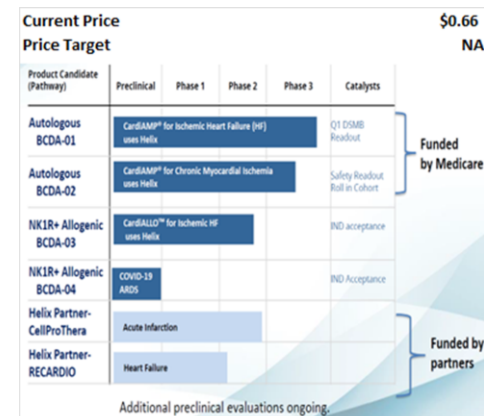 Current Price $0.66
Price Target NA
Product Candidate
(Pathway) Preclinical Phase 1 Phase 2 Phase 3 Catalysts
Autologous
BCDA-01
CardiAMP® for Ischemic Heart Failure (HF)
uses Helix
Q1 DSMB
Readout
Autologous
BCDA-02
CardiAMP® for Chronic Myocardial Ischemia
uses Helix
Safety Readout
Roll in Cohort
Funded
by Medicare
NK1R+ Allogenic
BCDA-03
CardiALLO™ for Ischemic HF
uses Helix
IND acceptance
NK1R+ Allogenic
BCDA-04
COVID-19
ARDS
IND Acceptance
Helix Partner-
CellProThera
Acute Infarction
Helix Partner-
RECARDIO
Heart Failure
Funded by
partners
Additional preclinical evaluations ongoing.